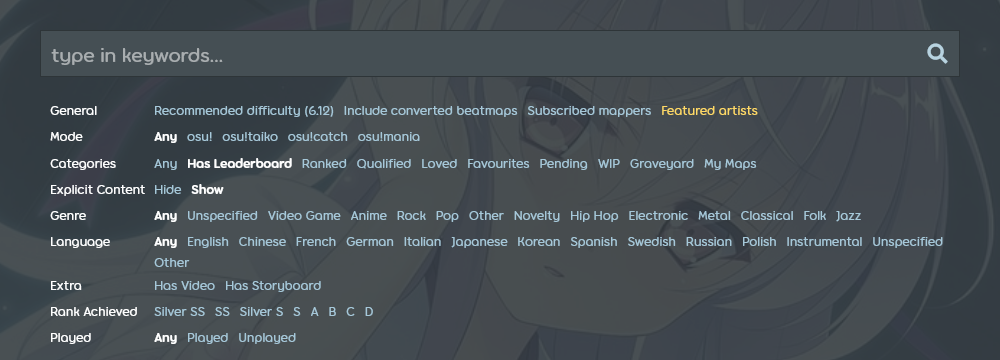 type in keywords...
General Recommended difficulty (6.12) Include converted beatmaps Subscribed mappers Featured artists
Mode Any osu! osu!taiko osu!catch osu!mania
Categories Any Has Leaderboard Ranked Qualified Loved Favourites Pending WIP Graveyard My Maps
Explicit Content Hide Show
Genre Any Unspecified Video Game Anime Rock Pop Other Novelty Hip Hop Electronic Metal Classical Folk Jazz
Language Any English Chinese French German Italian Japanese Korean Spanish Swedish Russian Polish Instrumental Unspecified
Other
Extra Has Video Has Storyboard
Rank Achieved Silver SS SS Silver S S A B C D
Played Any Played Unplayed